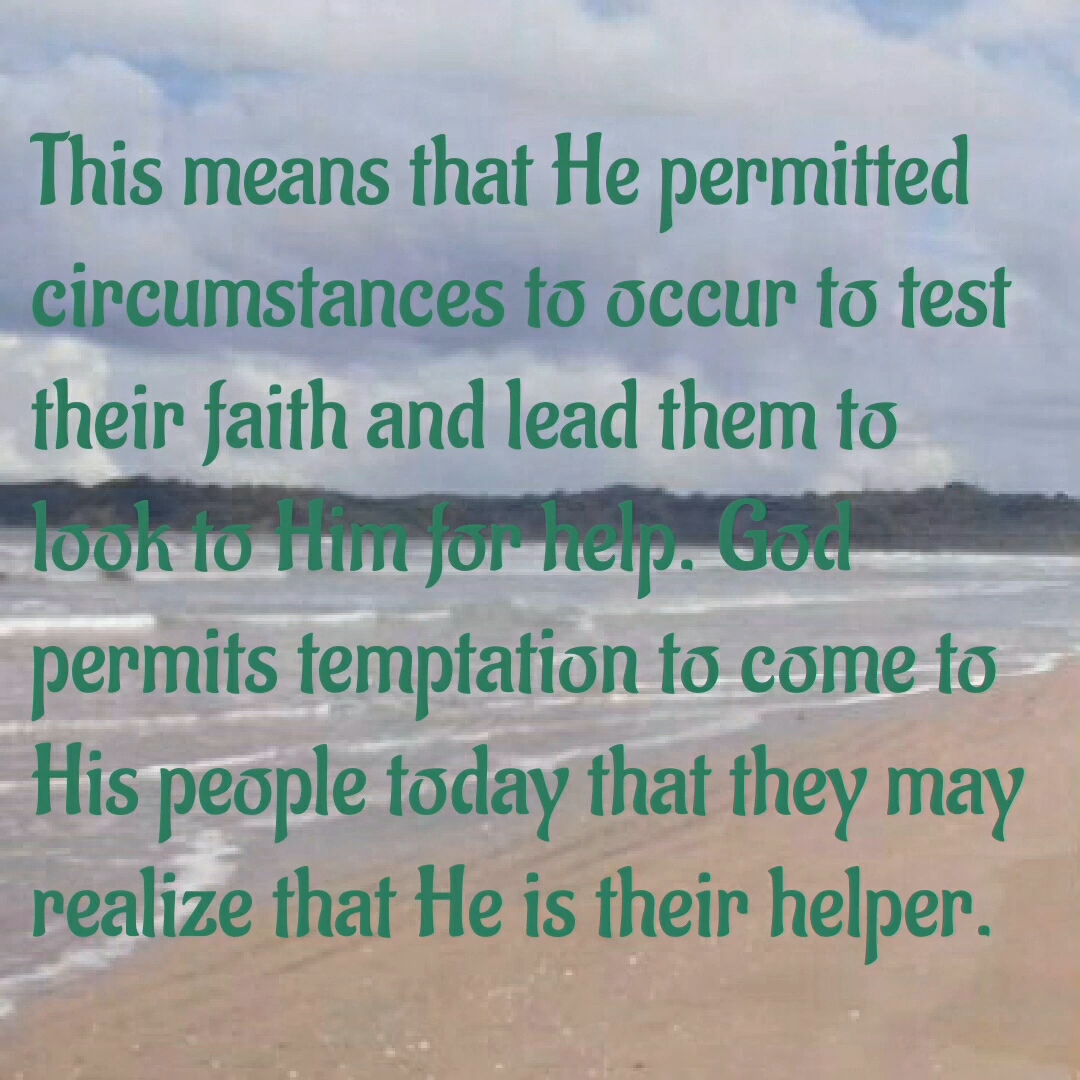 This means that He permitted
circumstances to occur to test
their faith and lead them to
look to Him for help. God
permits temptation to come to
His people today that they may
realize that He is their helper.